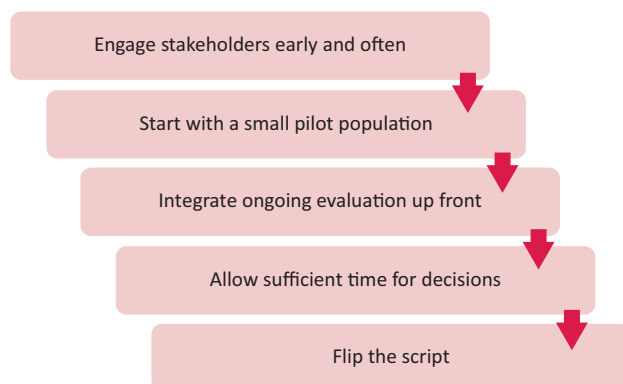 Engage stakeholders early and often
Start with a small pilot population
Integrate ongoing evaluation up front
Allow sufficient time for decisions
Flip the script